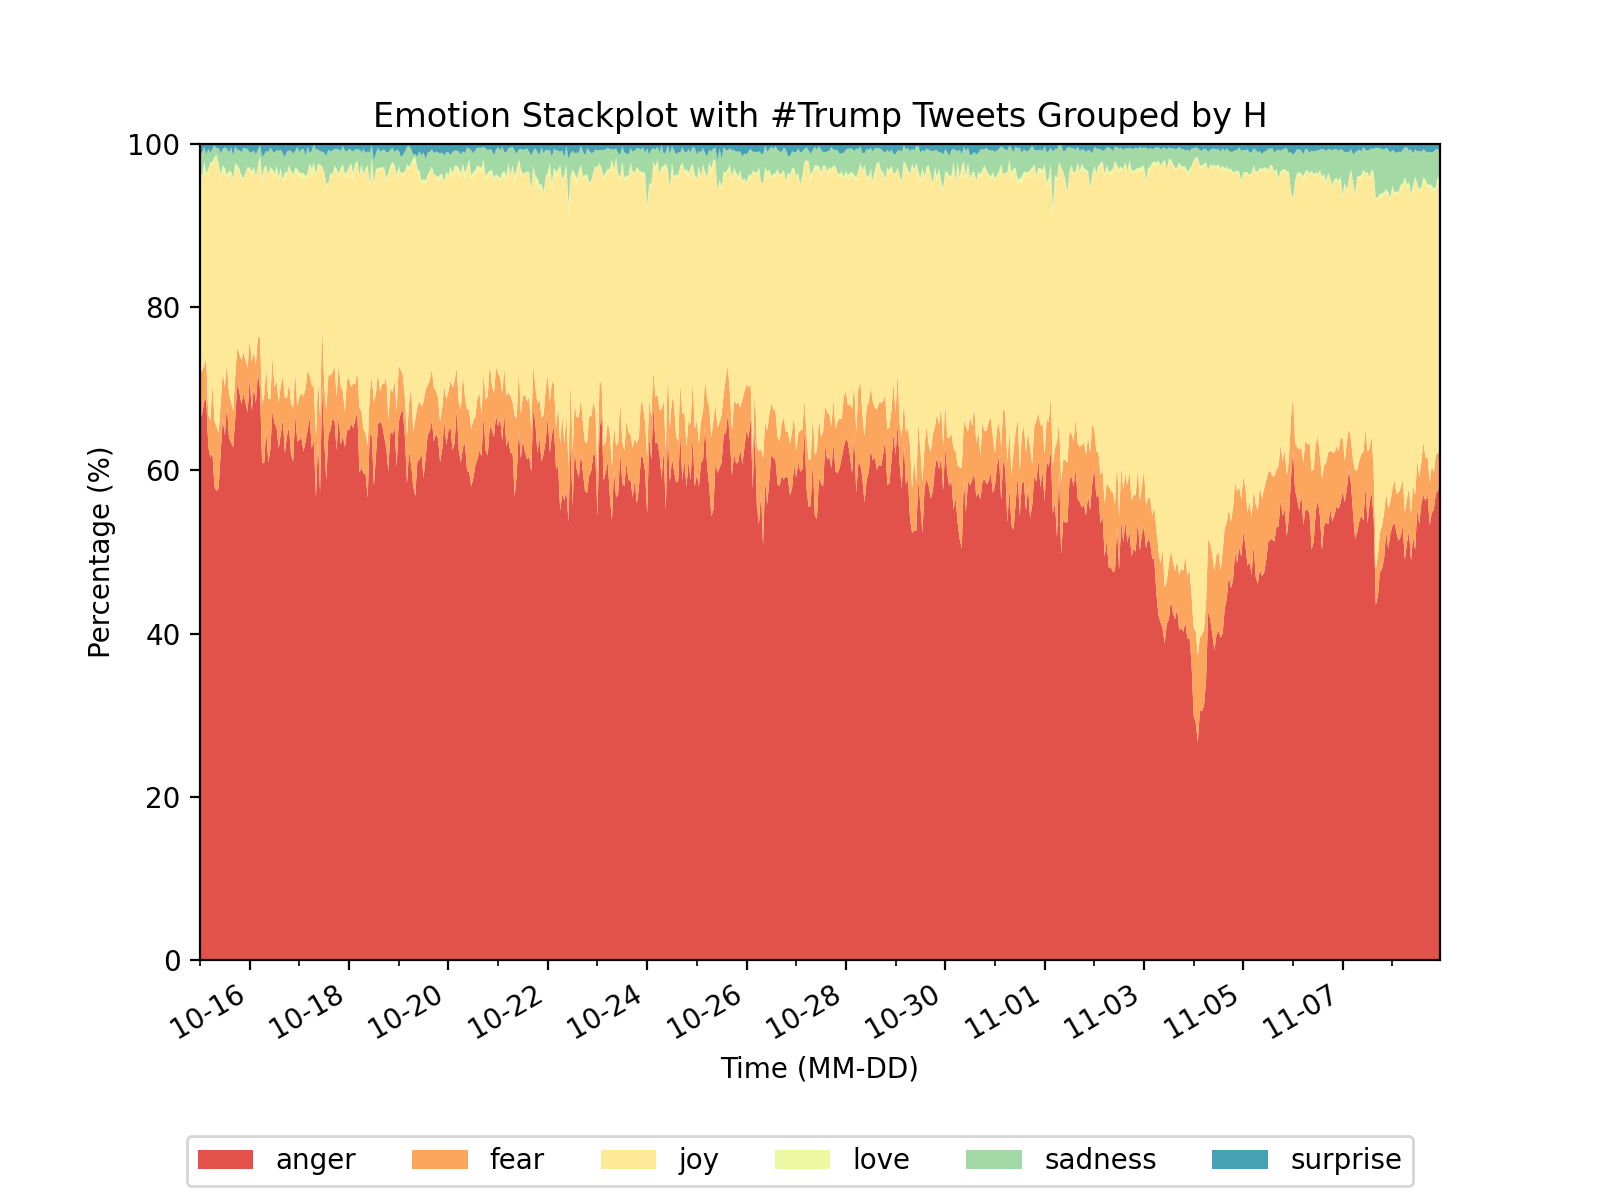 Emotion Stackplot with #Trump Tweets Grouped by H
Percentage (%)
100
80
60
40
20
0
10-16 10-18 10-20 10-22 10-24 10-26 10-28 10-30 11-01 11-03 11-05 11-07
Time (MM-DD)
anger fear joy love sadness surprise